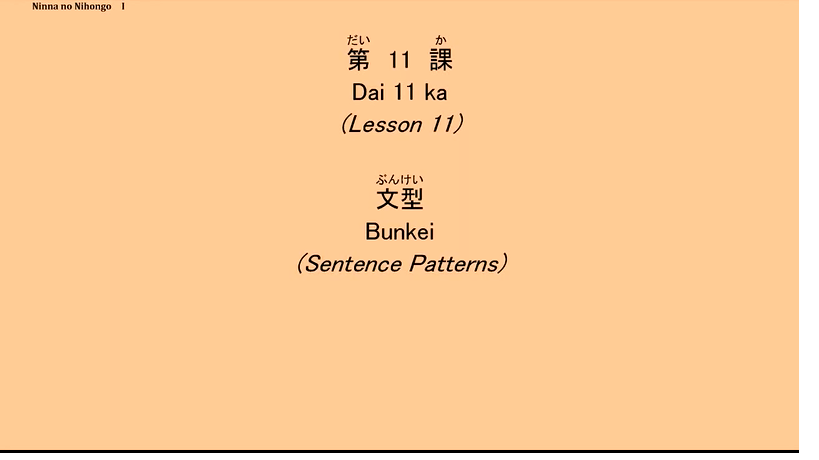 Ninna no Nihongo I
だい か
第 11 課
Dai 11 ka
(Lesson 11)
ぶんけい
文型
Bunkei
(Sentence Patterns)